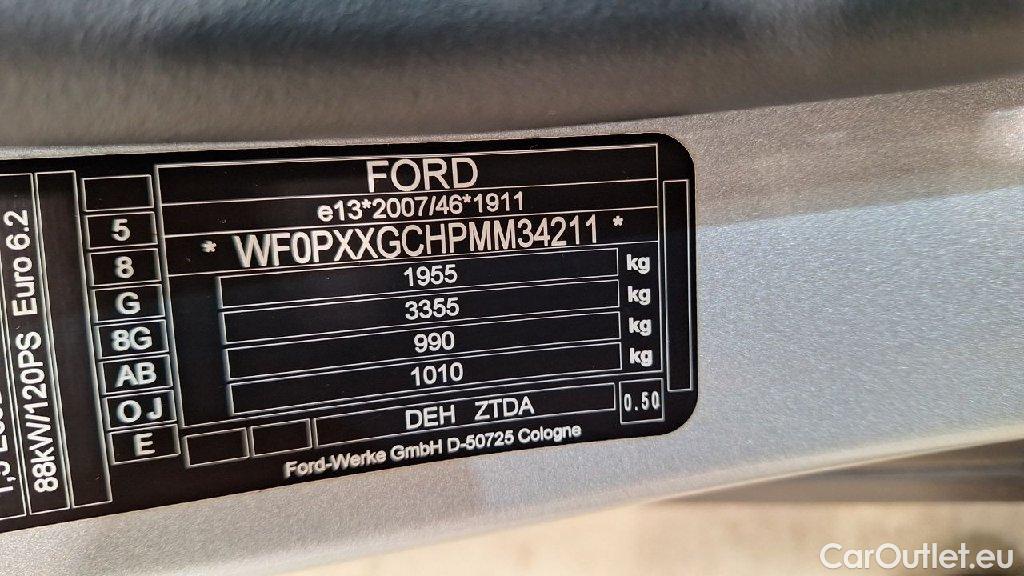 FORD
e13*2007/46*1911
* WF0PXXGCHPMM34211 *
1955 kg
3355 kg
990 kg
1010 kg
DEH ZTDA
0.50
Ford-Werke GmbH D-50725 Cologne
5
8
G
8G
AB
OJ
E
88kW/120PS Euro 6.2
CarOutlet.eu